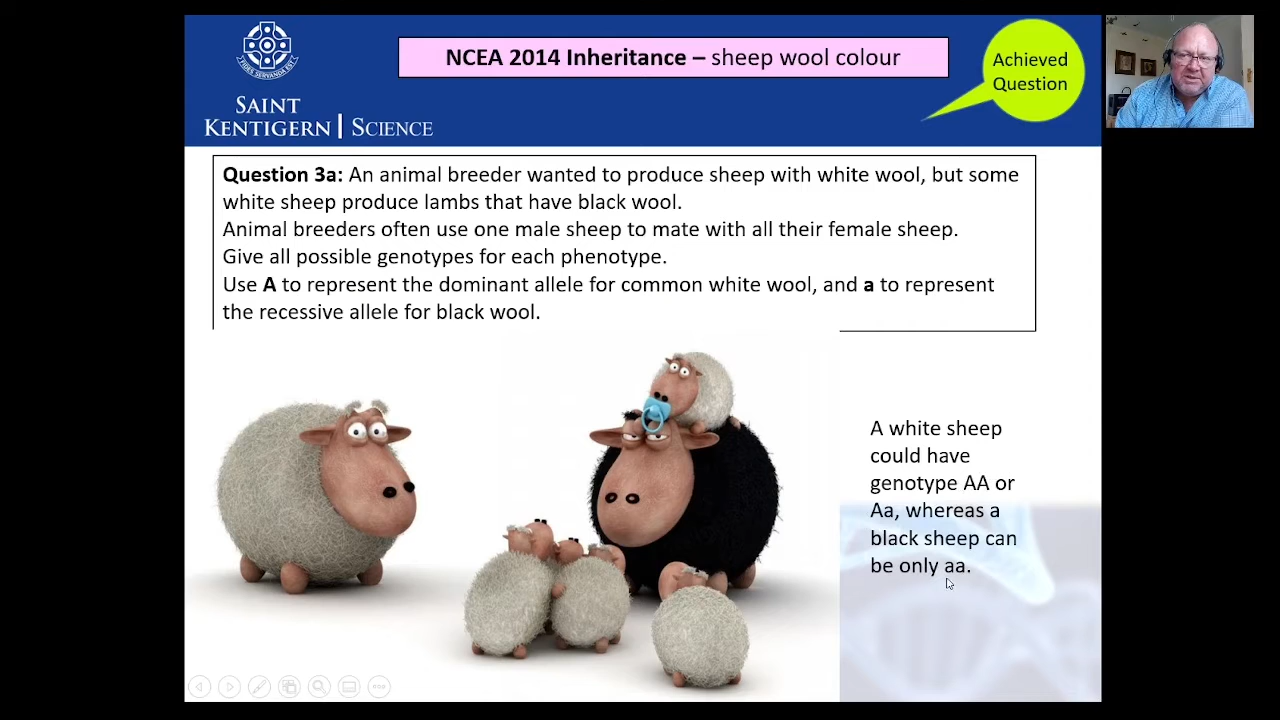 NCEA 2014 Inheritance – sheep wool colour
Achieved
Question
FIDES SERVANDA EST
SAINT
KENTIGERN | SCIENCE
Question 3a: An animal breeder wanted to produce sheep with white wool, but some
white sheep produce lambs that have black wool.
Animal breeders often use one male sheep to mate with all their female sheep.
Give all possible genotypes for each phenotype.
Use A to represent the dominant allele for common white wool, and a to represent
the recessive allele for black wool.
A white sheep
could have
genotype AA or
Aa, whereas a
black sheep can
be only aa.